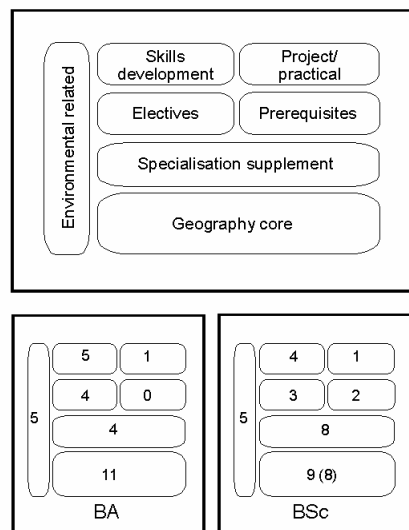 Environmental related
Skills
development
Project/
practical
Electives
Prerequisites
Specialisation supplement
Geography core
5
5
1
4
0
4
11
BA
5
4
1
3
2
8
9 (8)
BSc